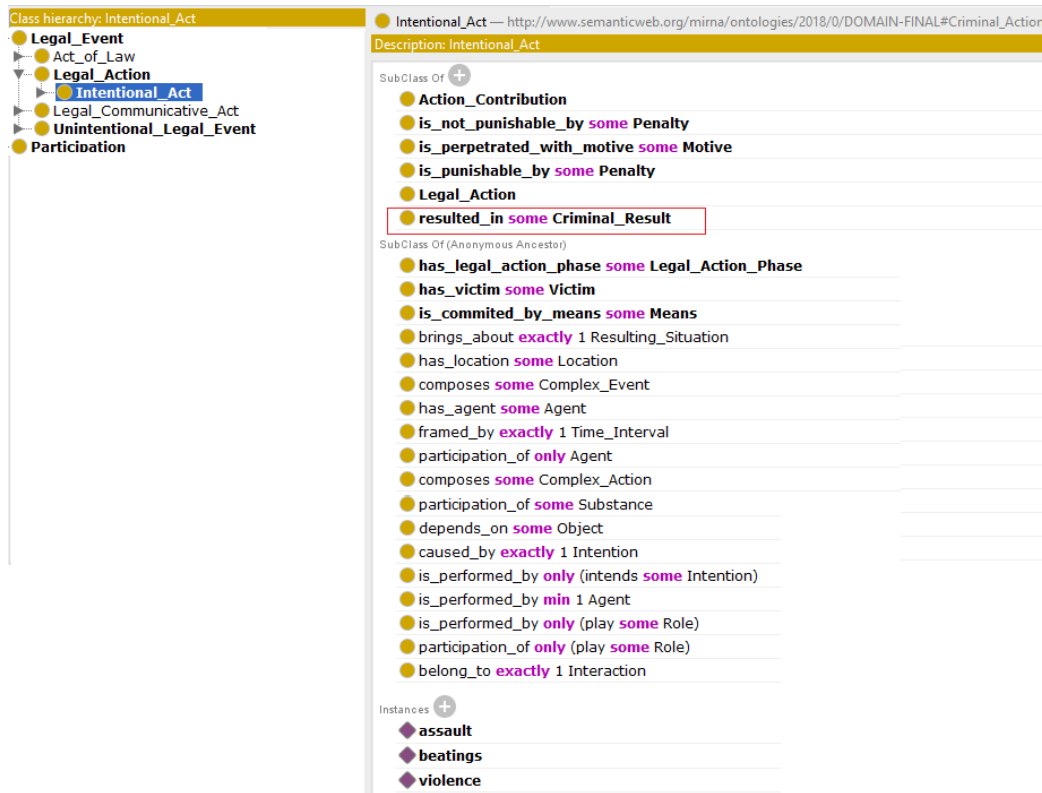 Class hierarchy: Intentional_Act
Legal_Event
Act_of_Law
Legal_Action
Intentional_Act
Legal_Communicative_Act
Unintentional_Legal_Event
Participation
Intentional_Act — http://www.semanticweb.org/mirna/ontologies/2018/0/DOMAIN-FINAL#Criminal_Action
Description: Intentional_Act
SubClass Of
Action_Contribution
is_not_punishable_by some Penalty
is_perpetrated_with_motive some Motive
is_punishable_by some Penalty
Legal_Action
resulted_in some Criminal_Result
SubClass Of (Anonymous Ancestor)
has_legal_action_phase some Legal_Action_Phase
has_victim some Victim
is_commited_by_means some Means
brings_about exactly 1 Resulting_Situation
has_location some Location
composes some Complex_Event
has_agent some Agent
framed_by exactly 1 Time_Interval
participation_of only Agent
composes some Complex_Action
participation_of some Substance
depends_on some Object
caused_by exactly 1 Intention
is_performed_by only (intends some Intention)
is_performed_by min 1 Agent
is_performed_by only (play some Role)
participation_of only (play some Role)
belong_to exactly 1 Interaction
Instances
assault
beatings
violence